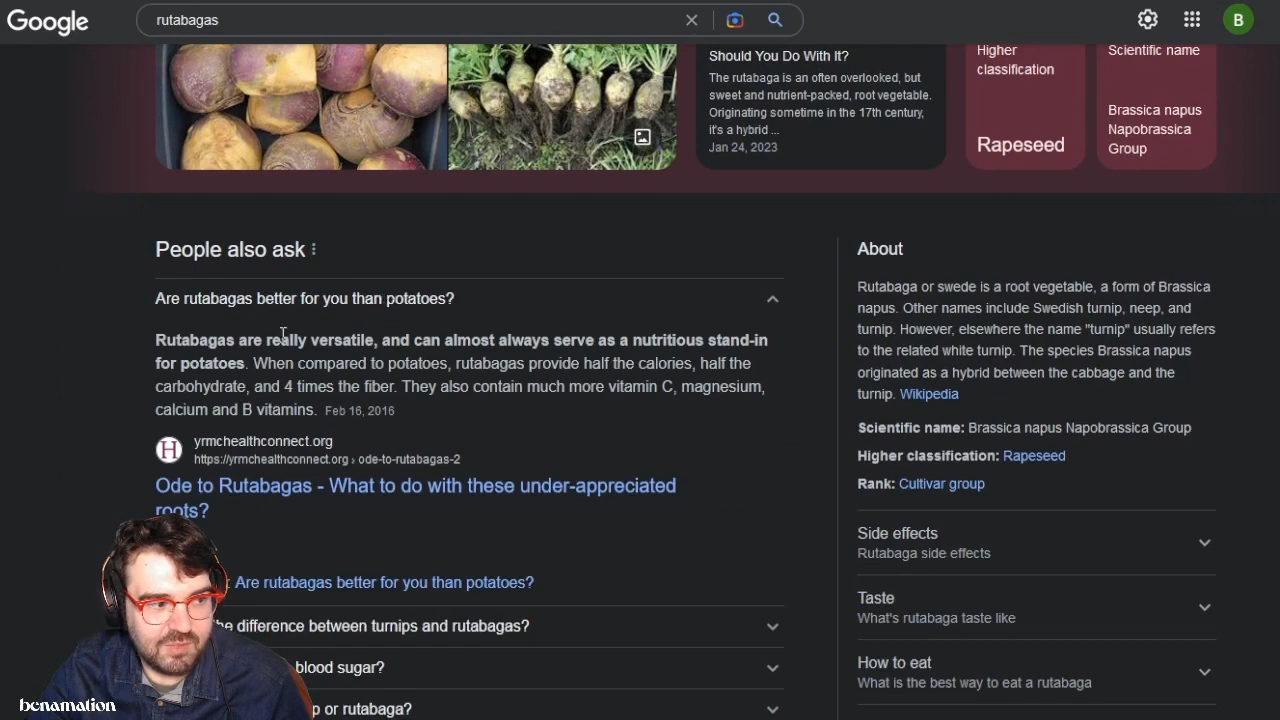 Google
rutabagas
B
Should You Do With It?
The rutabaga is an often overlooked, but
sweet and nutrient-packed, root vegetable.
Originating sometime in the 17th century,
it's a hybrid ...
Jan 24, 2023
Higher
classification
Rapeseed
Scientific name
Brassica napus
Napobrassica
Group
People also ask
Are rutabagas better for you than potatoes?
Rutabagas are really versatile, and can almost always serve as a nutritious stand-in
for potatoes. When compared to potatoes, rutabagas provide half the calories, half the
carbohydrate, and 4 times the fiber. They also contain much more vitamin C, magnesium,
calcium and B vitamins. Feb 16, 2016
H
yrmchealthconnect.org
https://yrmchealthconnect.org › ode-to-rutabagas-2
Ode to Rutabagas - What to do with these under-appreciated
roots?
: Are rutabagas better for you than potatoes?
he difference between turnips and rutabagas?
blood sugar?
p or rutabaga?
About
Rutabaga or swede is a root vegetable, a form of Brassica
napus. Other names include Swedish turnip, neep, and
turnip. However, elsewhere the name "turnip" usually refers
to the related white turnip. The species Brassica napus
originated as a hybrid between the cabbage and the
turnip. Wikipedia
Scientific name: Brassica napus Napobrassica Group
Higher classification: Rapeseed
Rank: Cultivar group
Side effects
Rutabaga side effects
Taste
What's rutabaga taste like
How to eat
What is the best way to eat a rutabaga
bcnamation